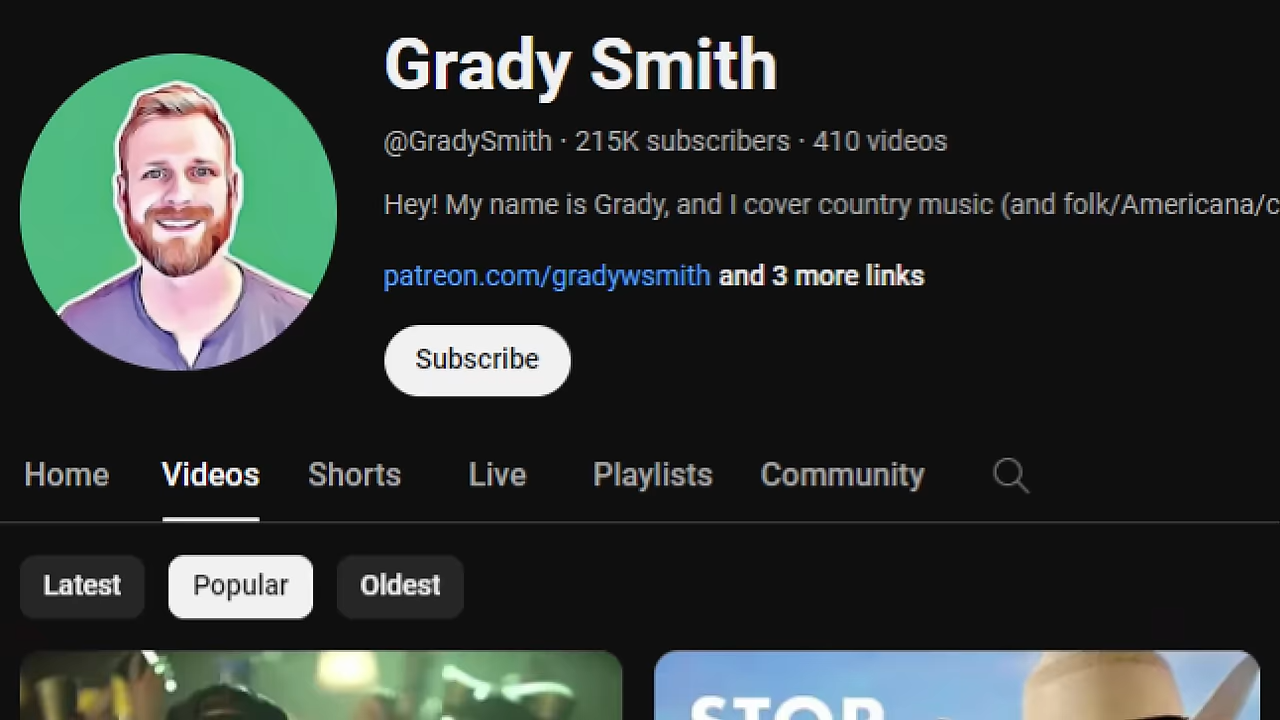 Grady Smith
@GradySmith · 215K subscribers · 410 videos
Hey! My name is Grady, and I cover country music (and folk/Americana/c
patreon.com/gradywsmith and 3 more links
Subscribe
Home Videos Shorts Live Playlists Community
Latest Popular Oldest
STOP